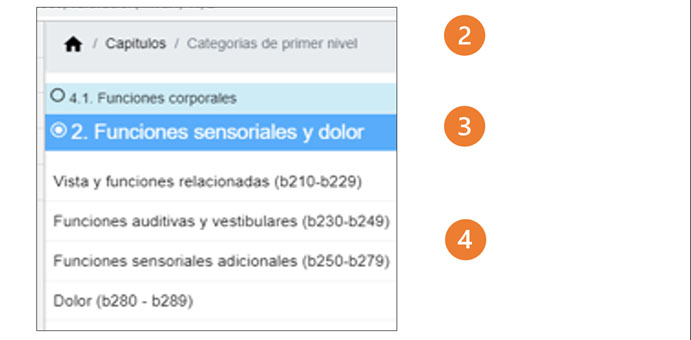 / Capitulos / Categorias de primer nivel
2
4.1. Funciones corporales
2. Funciones sensoriales y dolor
3
Vista y funciones relacionadas (b210-b229)
Funciones auditivas y vestibulares (b230-b249)
4
Funciones sensoriales adicionales (b250-b279)
Dolor (b280 - b289)